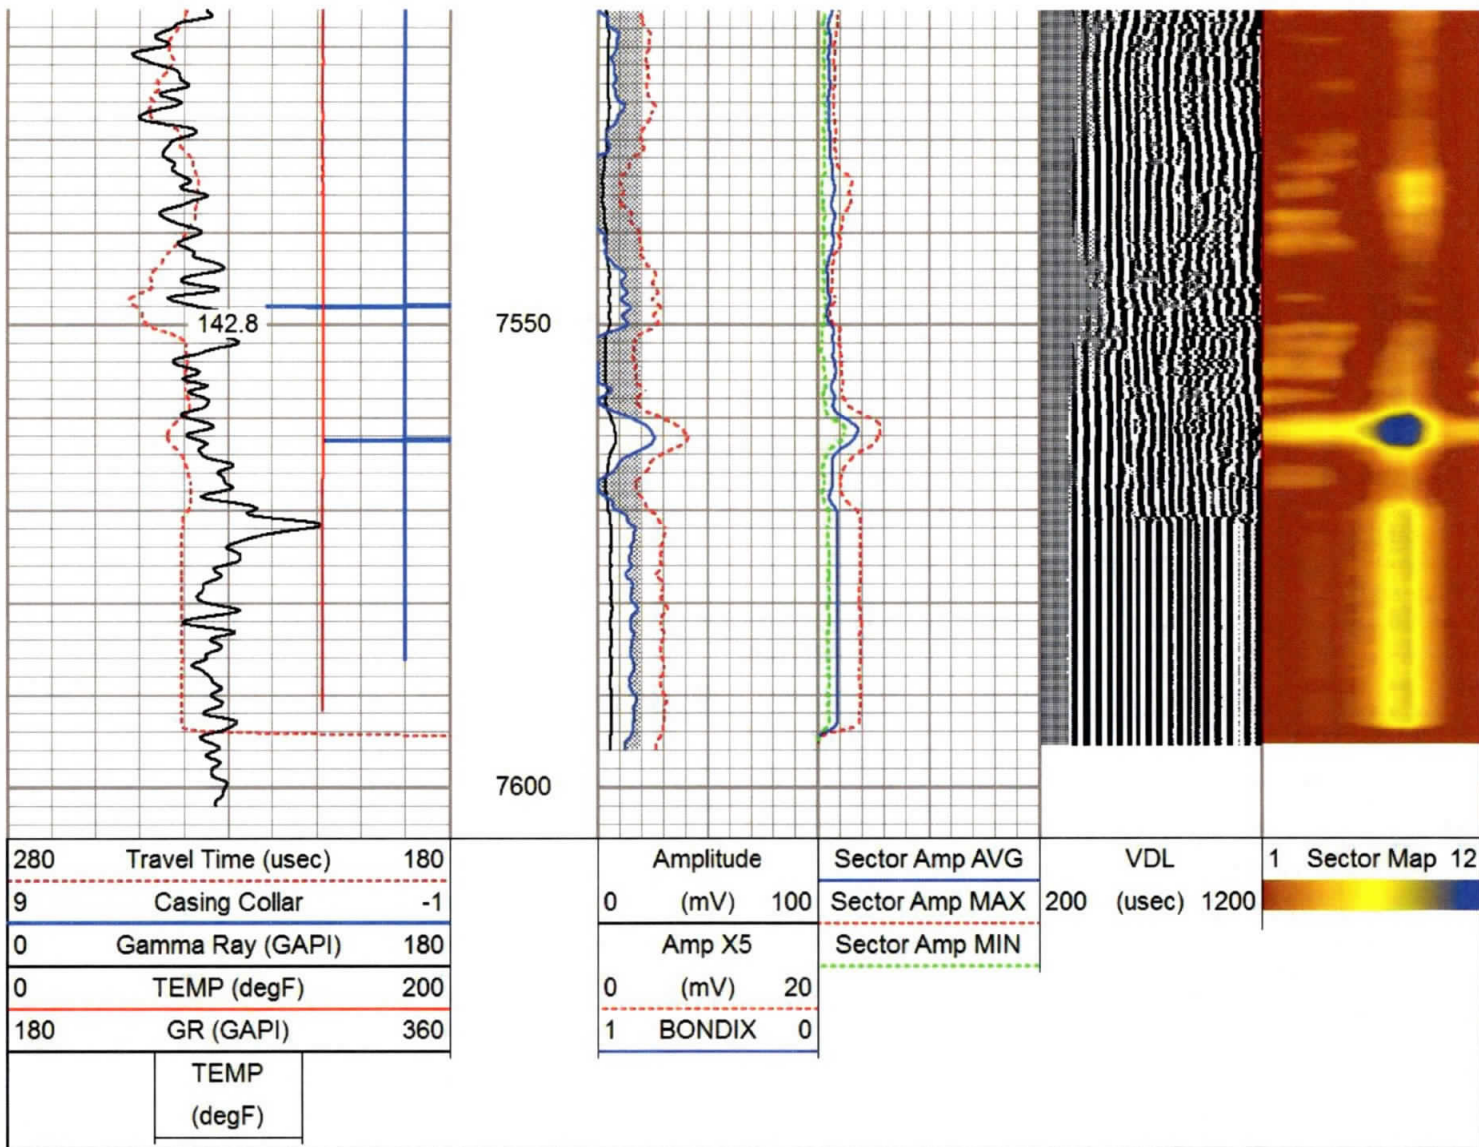 142.8
7550
7600
280 Travel Time (usec) 180
9 Casing Collar -1
0 Gamma Ray (GAPI) 180
0 TEMP (degF) 200
180 GR (GAPI) 360
TEMP
(degF)
Amplitude
0 (mV) 100
Amp X5
0 (mV) 20
1 BONDIX 0
Sector Amp AVG
Sector Amp MAX
Sector Amp MIN
VDL
200 (usec) 1200
1 Sector Map 12